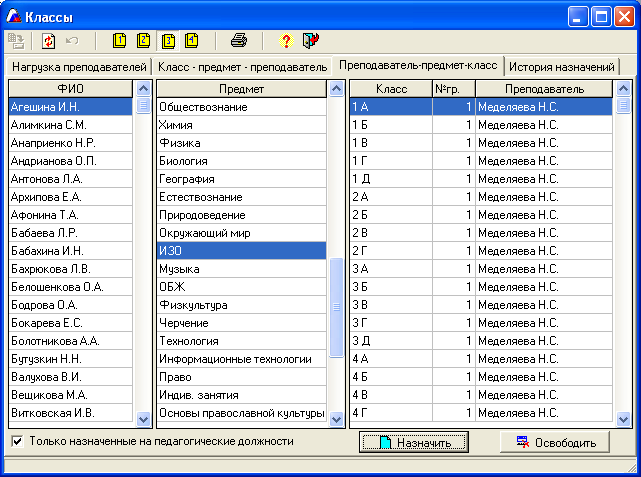 Классы
1 2 3 4 ?
Нагрузка преподавателей Класс - предмет - преподаватель Преподаватель-предмет-класс История назначений
ФИО Предмет Класс №гр. Преподаватель
Агешина И.Н. Обществознание 1 А 1 Меделяева Н.С.
Алимкина С.М. Химия 1 Б 1 Меделяева Н.С.
Анаприенко Н.Р. Физика 1 В 1 Меделяева Н.С.
Андрианова О.П. Биология 1 Г 1 Меделяева Н.С.
Антонова Л.А. География 1 Д 1 Меделяева Н.С.
Архипова Е.А. Естествознание 2 А 1 Меделяева Н.С.
Афонина Т.А. Природоведение 2 Б 1 Меделяева Н.С.
Бабаева Л.Р. Окружающий мир 2 В 1 Меделяева Н.С.
Бабахина И.Н. ИЗО 2 Г 1 Меделяева Н.С.
Бахрюкова Л.В. Музыка 3 А 1 Меделяева Н.С.
Белошенкова О.А. ОБЖ 3 Б 1 Меделяева Н.С.
Бодрова О.А. Физкультура 3 В 1 Меделяева Н.С.
Бокарева Е.С. Черчение 3 Г 1 Меделяева Н.С.
Болотникова А.А. Технология 3 Д 1 Меделяева Н.С.
Бутузкин Н.Н. Информационные технологии 4 А 1 Меделяева Н.С.
Валухова В.И. Право 4 Б 1 Меделяева Н.С.
Вещикова М.А. Индив. занятия 4 В 1 Меделяева Н.С.
Витковская И.В. Основы православной культуры 4 Г 1 Меделяева Н.С.
Только назначенные на педагогические должности Назначить Освободить